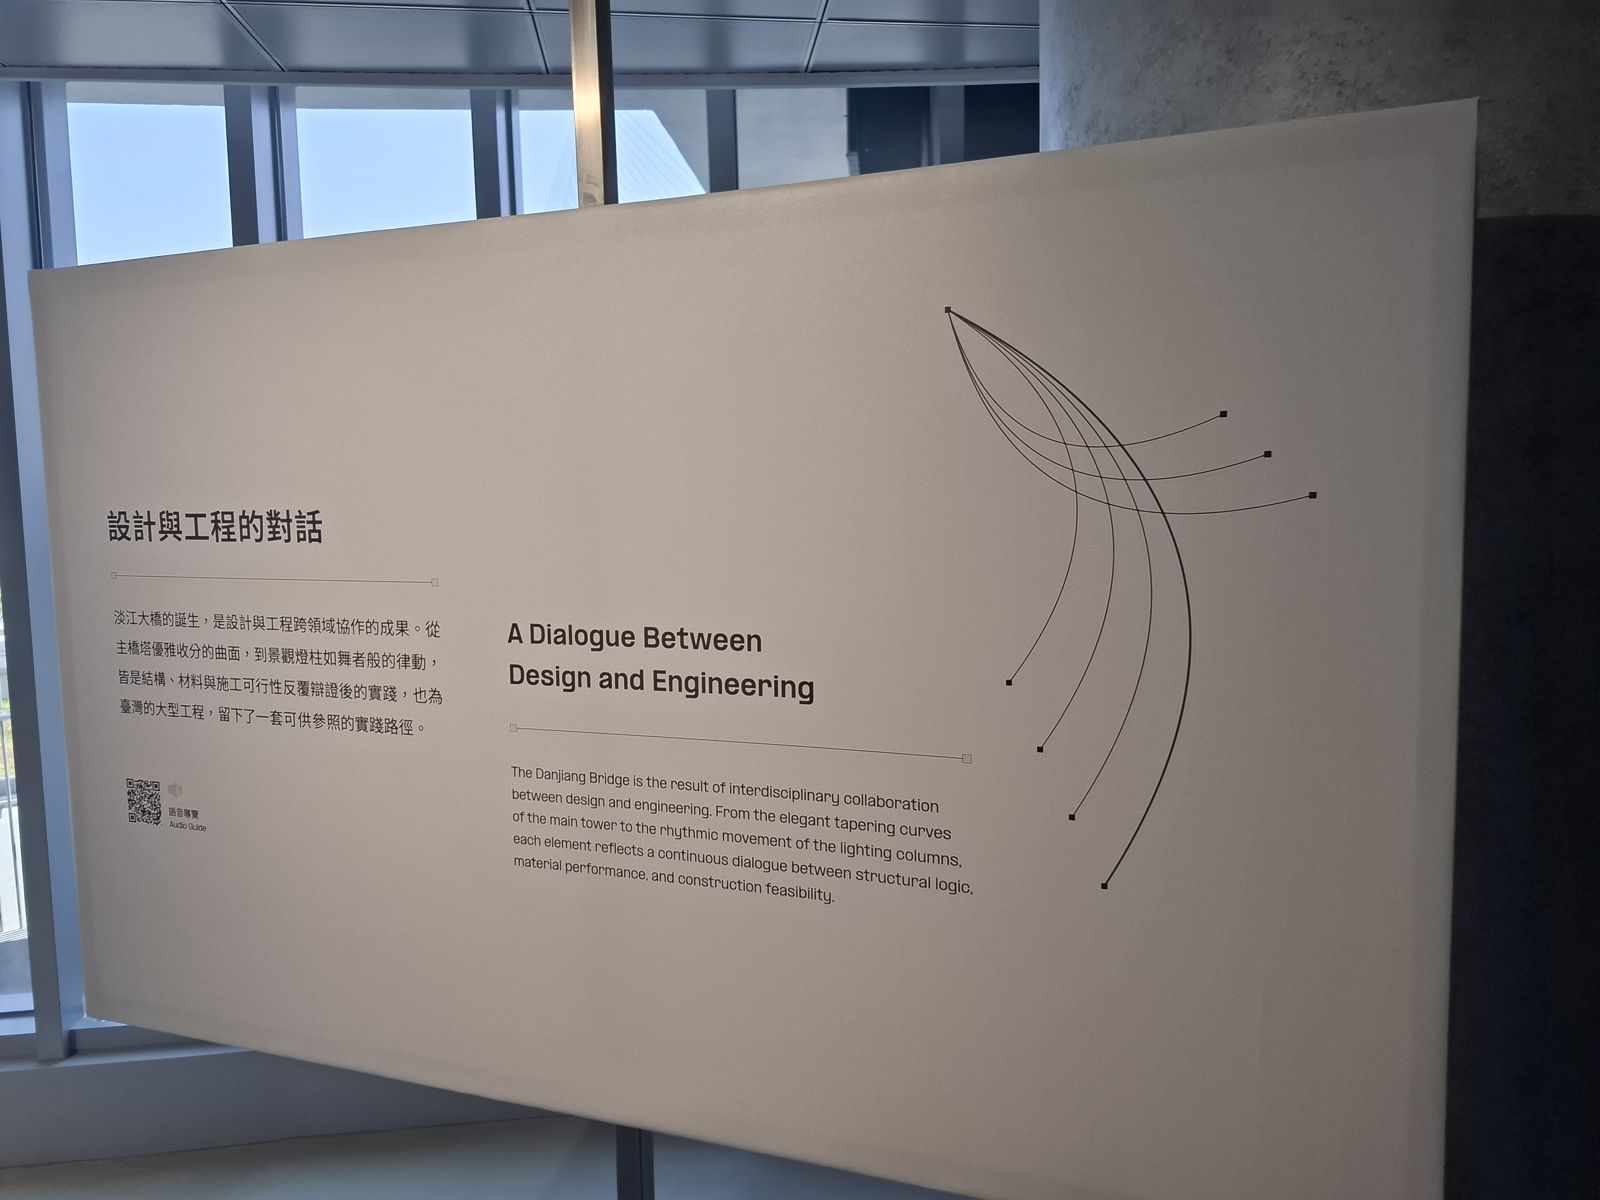 設計與工程的對話
淡江大橋的誕生，是設計與工程跨領域協作的成果。從
主橋塔優雅收分的曲面，到景觀燈柱如舞者般的律動，
皆是結構、材料與施工可行性反覆辯證後的實踐，也為
臺灣的大型工程，留下了一套可供參照的實踐路徑。
語音導覽
Audio Guide
A Dialogue Between
Design and Engineering
The Danjiang Bridge is the result of interdisciplinary collaboration
between design and engineering. From the elegant tapering curves
of the main tower to the rhythmic movement of the lighting columns,
each element reflects a continuous dialogue between structural logic,
material performance, and construction feasibility.